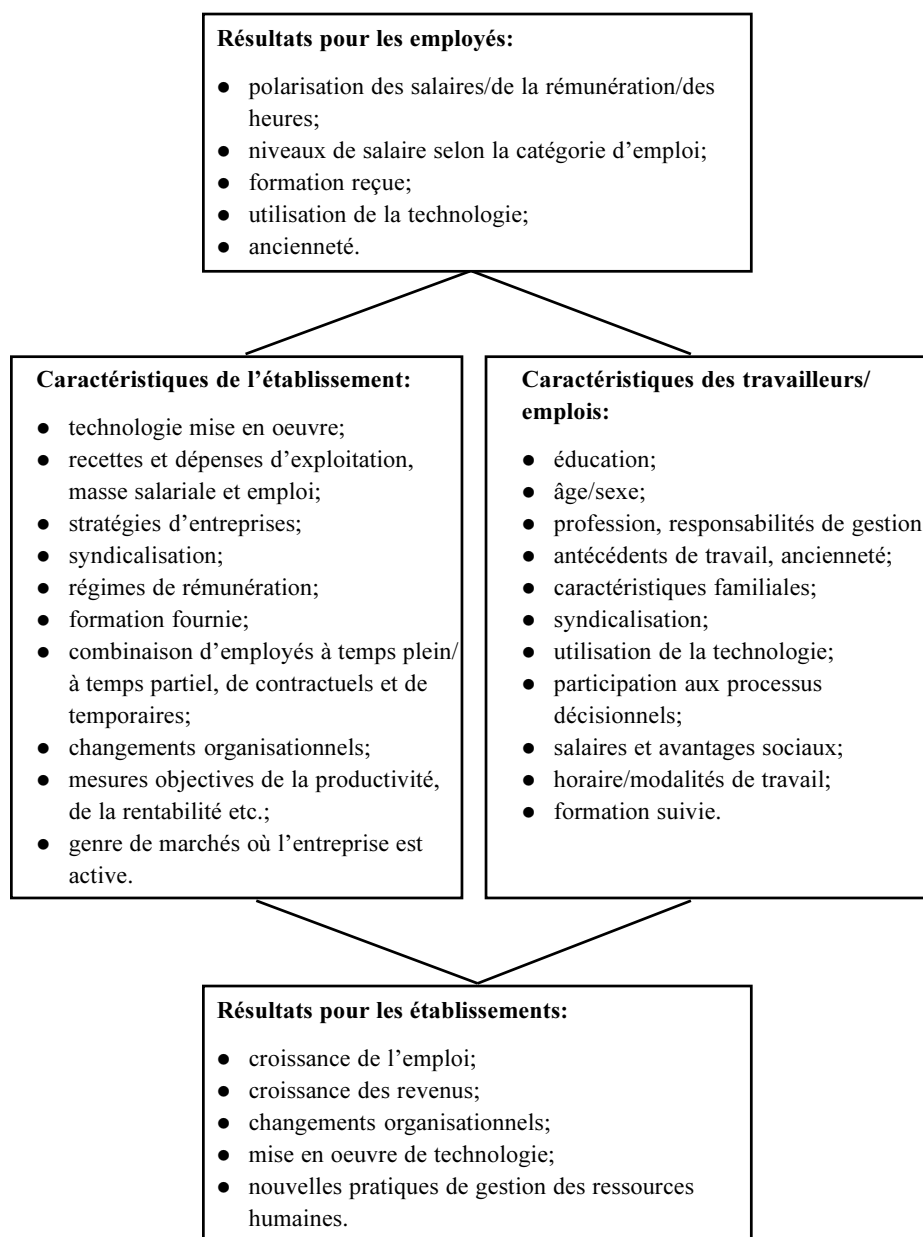 Résultats pour les employés:
● polarisation des salaires/de la rémunération/des
heures;
● niveaux de salaire selon la catégorie d’emploi;
● formation reçue;
● utilisation de la technologie;
● ancienneté.
Caractéristiques de l’établissement:
● technologie mise en oeuvre;
● recettes et dépenses d’exploitation,
masse salariale et emploi;
● stratégies d’entreprises;
● syndicalisation;
● régimes de rémunération;
● formation fournie;
● combinaison d’employés à temps plein/
à temps partiel, de contractuels et de
temporaires;
● changements organisationnels;
● mesures objectives de la productivité,
de la rentabilité etc.;
● genre de marchés où l’entreprise est
active.
Caractéristiques des travailleurs/
emplois:
● éducation;
● âge/sexe;
● profession, responsabilités de gestion
● antécédents de travail, ancienneté;
● caractéristiques familiales;
● syndicalisation;
● utilisation de la technologie;
● participation aux processus
décisionnels;
● salaires et avantages sociaux;
● horaire/modalités de travail;
● formation suivie.
Résultats pour les établissements:
● croissance de l’emploi;
● croissance des revenus;
● changements organisationnels;
● mise en oeuvre de technologie;
● nouvelles pratiques de gestion des ressources
humaines.